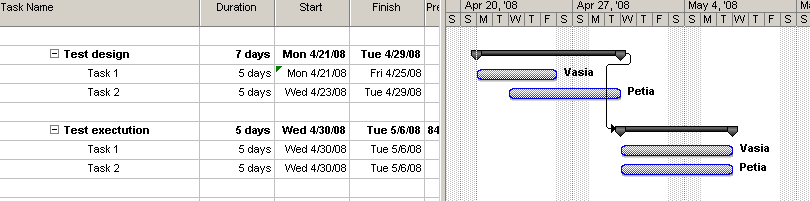 Task Name Duration Start Finish Pre Apr 20, '08 Apr 27, '08 May 4, '08 Ma
S S M T W T F S S M T W T F S S M T W T F S
Test design 7 days Mon 4/21/08 Tue 4/29/08
Task 1 5 days Mon 4/21/08 Fri 4/25/08 Vasia
Task 2 5 days Wed 4/23/08 Tue 4/29/08 Petia
Test exectution 5 days Wed 4/30/08 Tue 5/6/08 84
Task 1 5 days Wed 4/30/08 Tue 5/6/08 Vasia
Task 2 5 days Wed 4/30/08 Tue 5/6/08 Petia